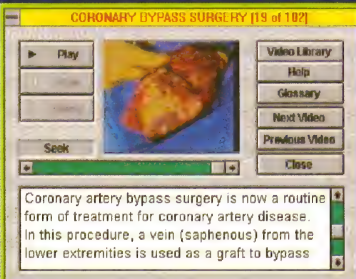 CORONARY BYPASS SURGERY [19 of 102]
Play
Seek
Video Library
Help
Glossary
Next Video
Previous Video
Close
Coronary artery bypass surgery is now a routine
form of treatment for coronary artery disease.
In this procedure, a vein (saphenous) from the
lower extremities is used as a graft to bypass